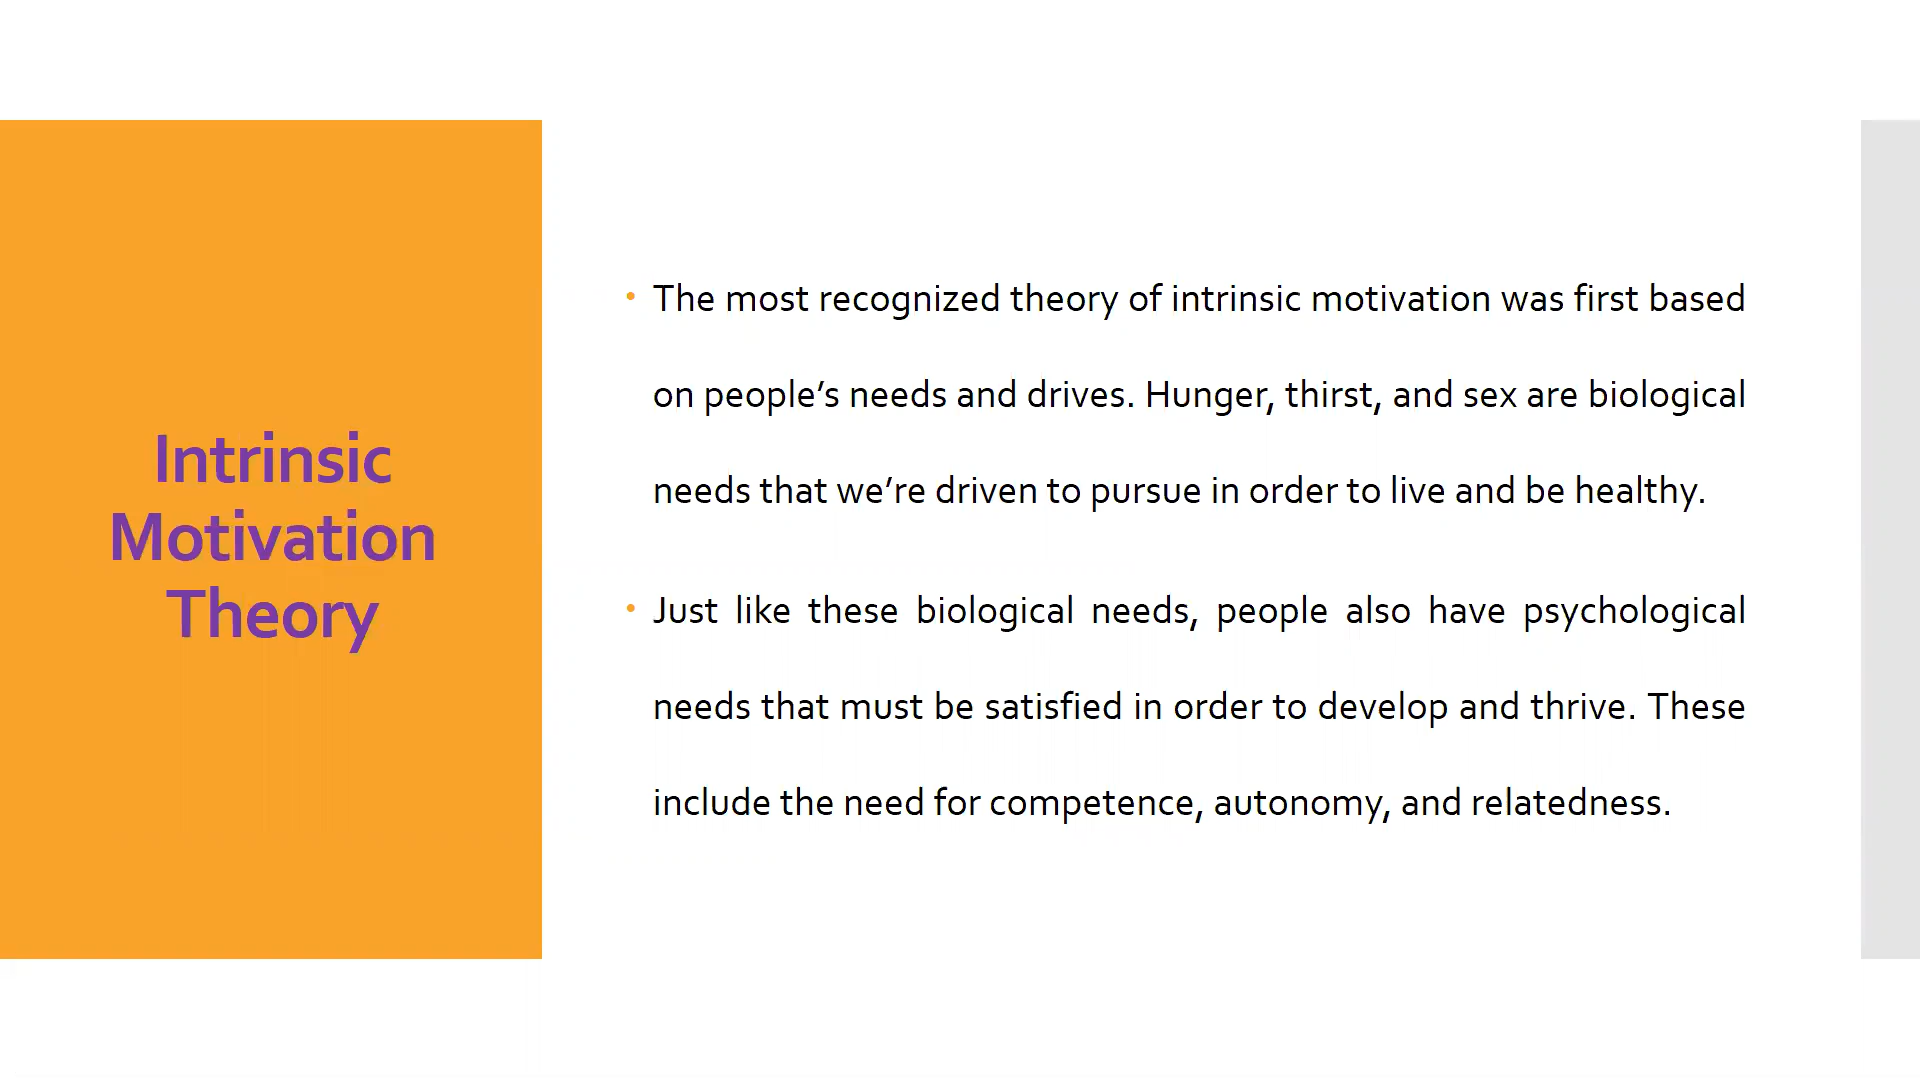 Intrinsic
Motivation
Theory
• The most recognized theory of intrinsic motivation was first based
on people’s needs and drives. Hunger, thirst, and sex are biological
needs that we’re driven to pursue in order to live and be healthy.
• Just like these biological needs, people also have psychological
needs that must be satisfied in order to develop and thrive. These
include the need for competence, autonomy, and relatedness.